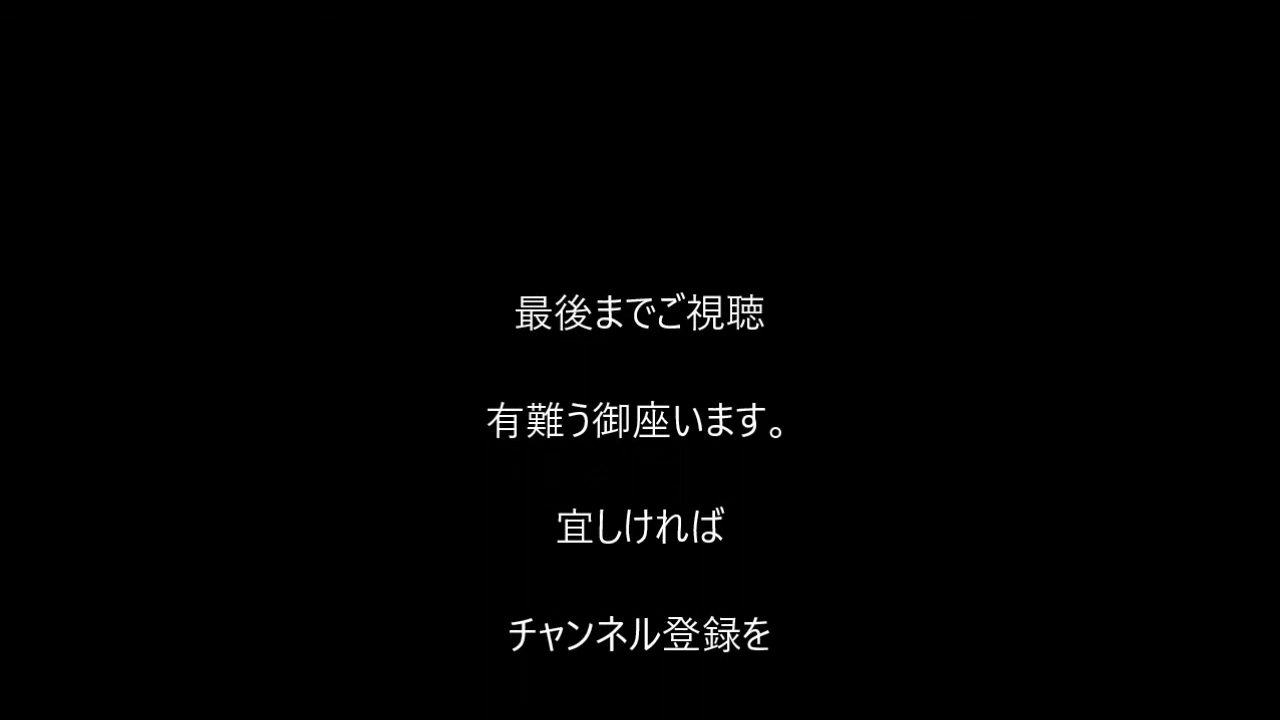 最後までご視聴
有難う御座います。
宜しければ
チャンネル登録を